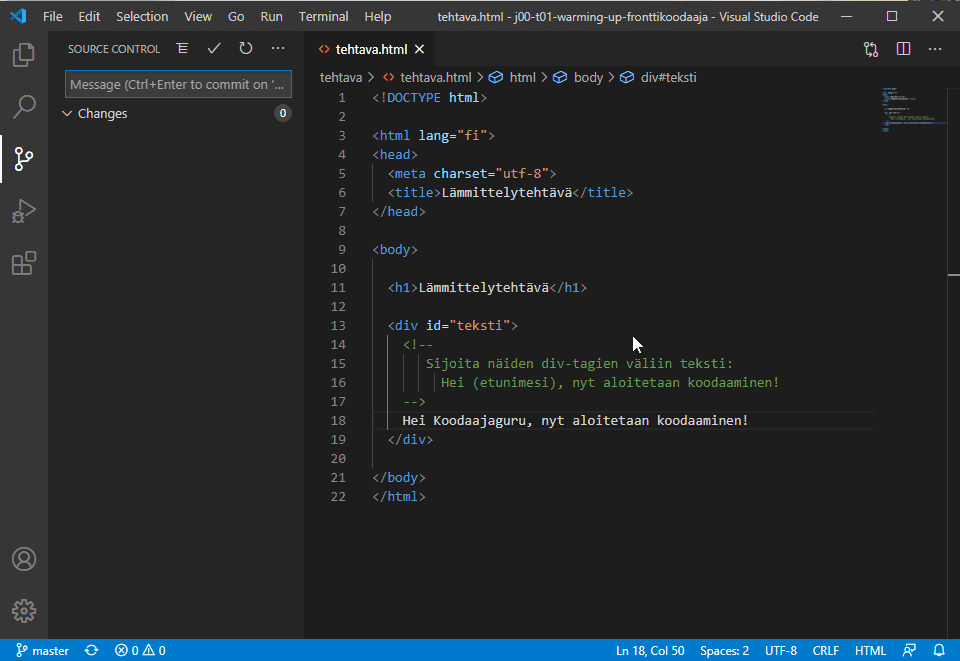 File Edit Selection View Go Run Terminal Help tehtava.html - j00-t01-warming-up-fronttikoodaaja - Visual Studio Code
SOURCE CONTROL
Message (Ctrl+Enter to commit on '...
Changes 0
tehtava.html
tehtava > tehtava.html > html > body > div#teksti
1 <!DOCTYPE html>
2
3 <html lang="fi">
4 <head>
5 <meta charset="utf-8">
6 <title>Lämmittelytehtävä</title>
7 </head>
8
9 <body>
10
11 <h1>Lämmittelytehtävä</h1>
12
13 <div id="teksti">
14 <!--
15 Sijoita näiden div-tagien väliin teksti:
16 Hei (etunimesi), nyt aloitetaan koodaaminen!
17 -->
18 Hei Koodaajaguru, nyt aloitetaan koodaaminen!
19 </div>
20
21 </body>
22 </html>
master 0 0 Ln 18, Col 50 Spaces: 2 UTF-8 CRLF HTML